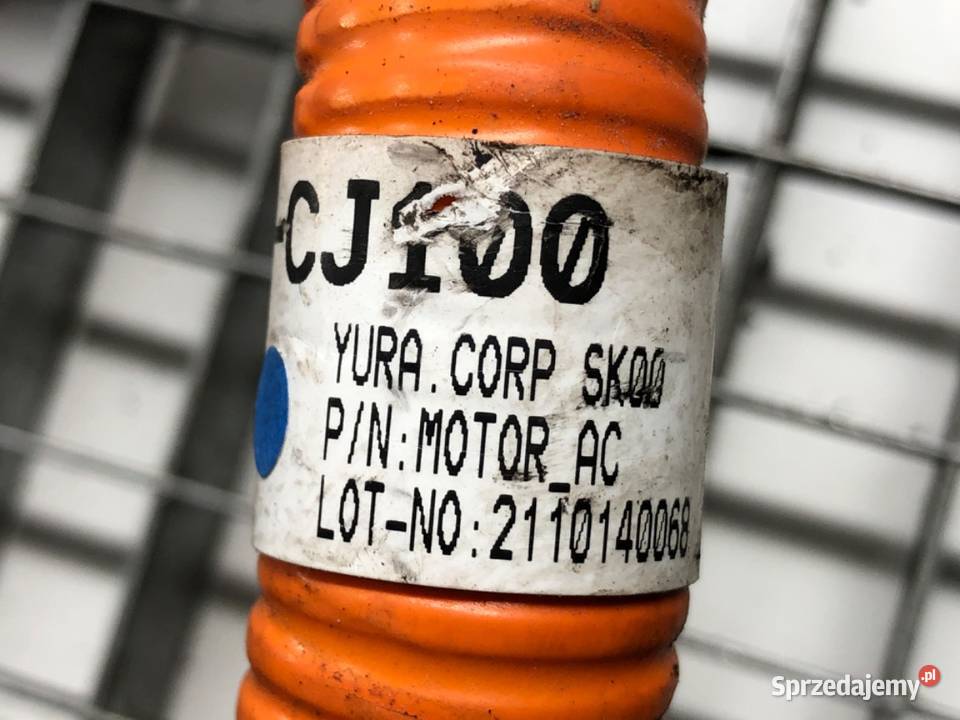 -CJ100
YURA.CORP SK00
P/N:MOTOR_AC
LOT-NO:2110140068
Sprzedajemy.pl